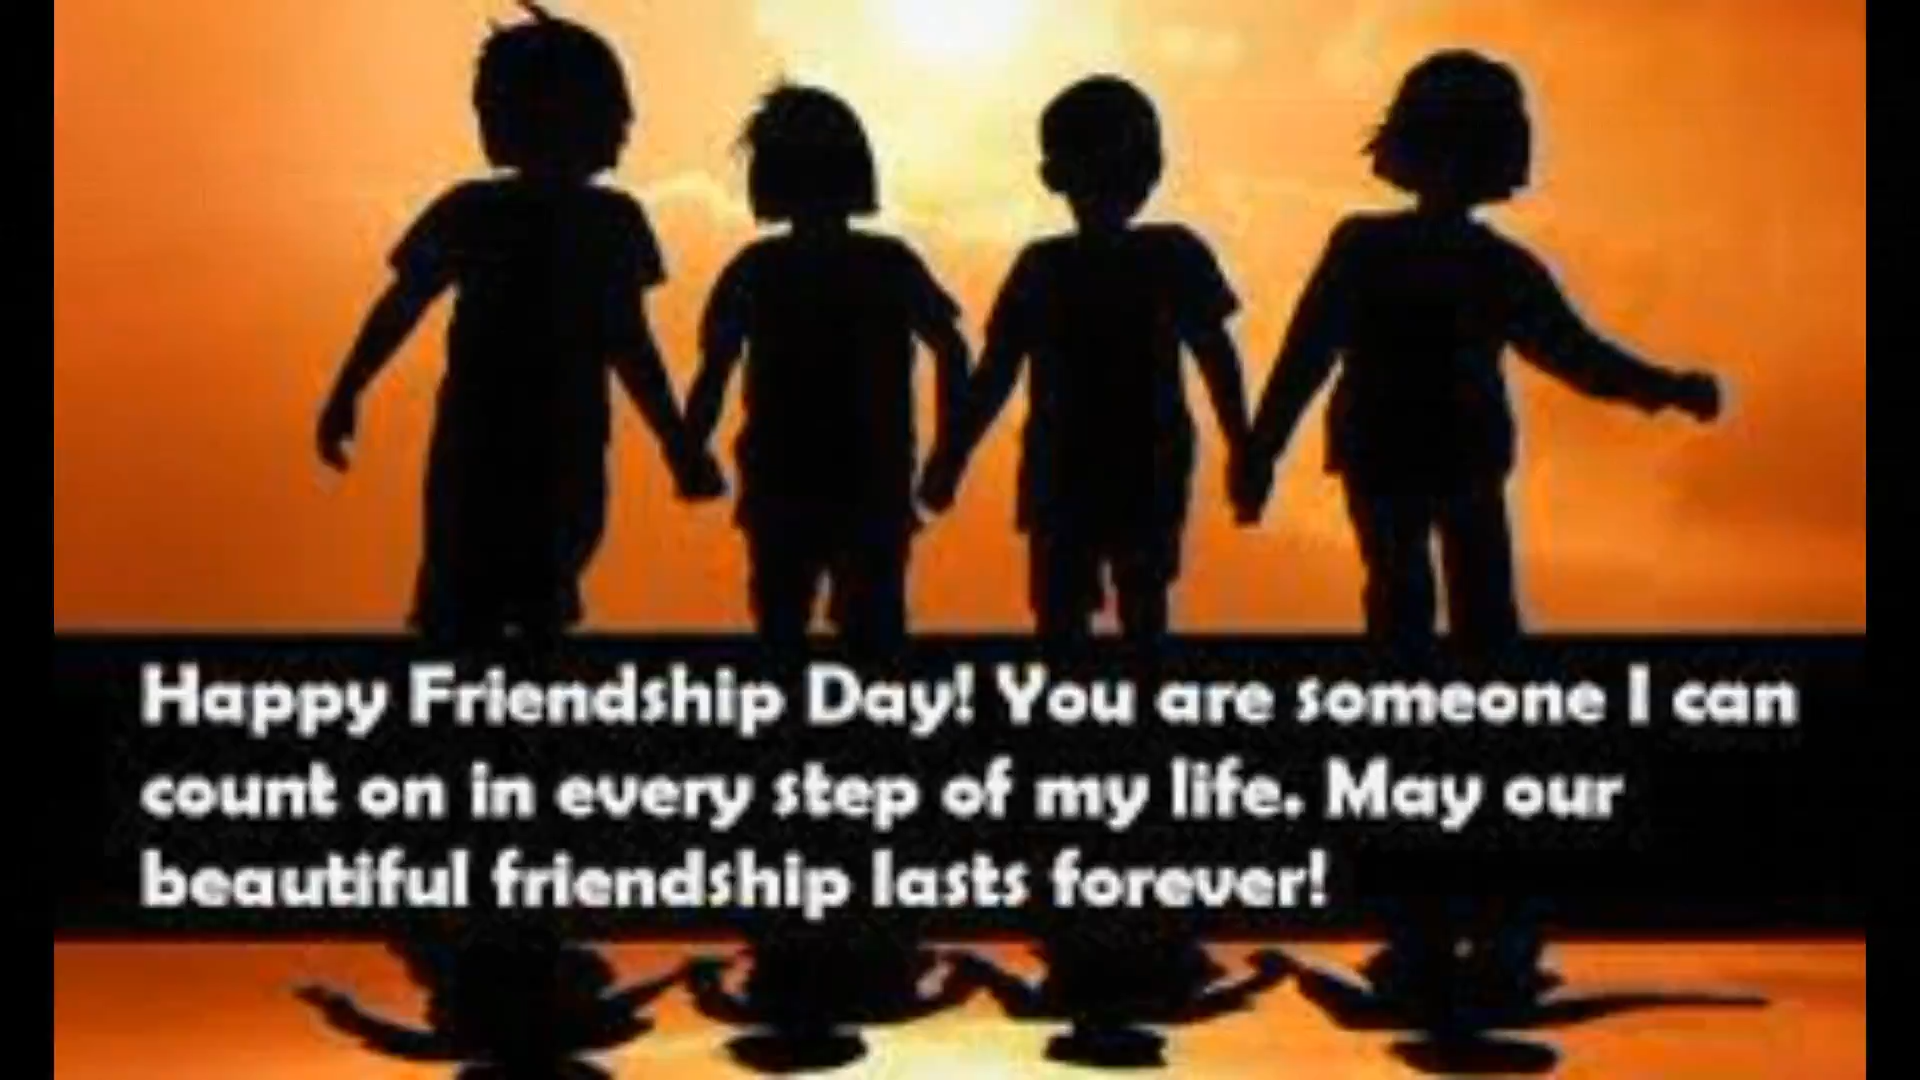 Happy Friendship Day! You are someone I can
count on in every step of my life. May our
beautiful friendship lasts forever!